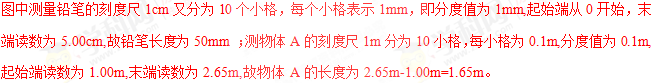 图中测量铅笔的刻度尺 1cm 又分为 10 个小格，每个小格表示 1mm，即分度值为 1mm,起始端从 0 开始，末
端读数为 5.00cm,故铅笔长度为 50mm ;测物体 A 的刻度尺 1m 分为 10 小格,每小格为 0.1m,分度值为 0.1m,
起始端读数为 1.00m,末端读数为 2.65m,故物体 A 的长度为 2.65m-1.00m=1.65m。